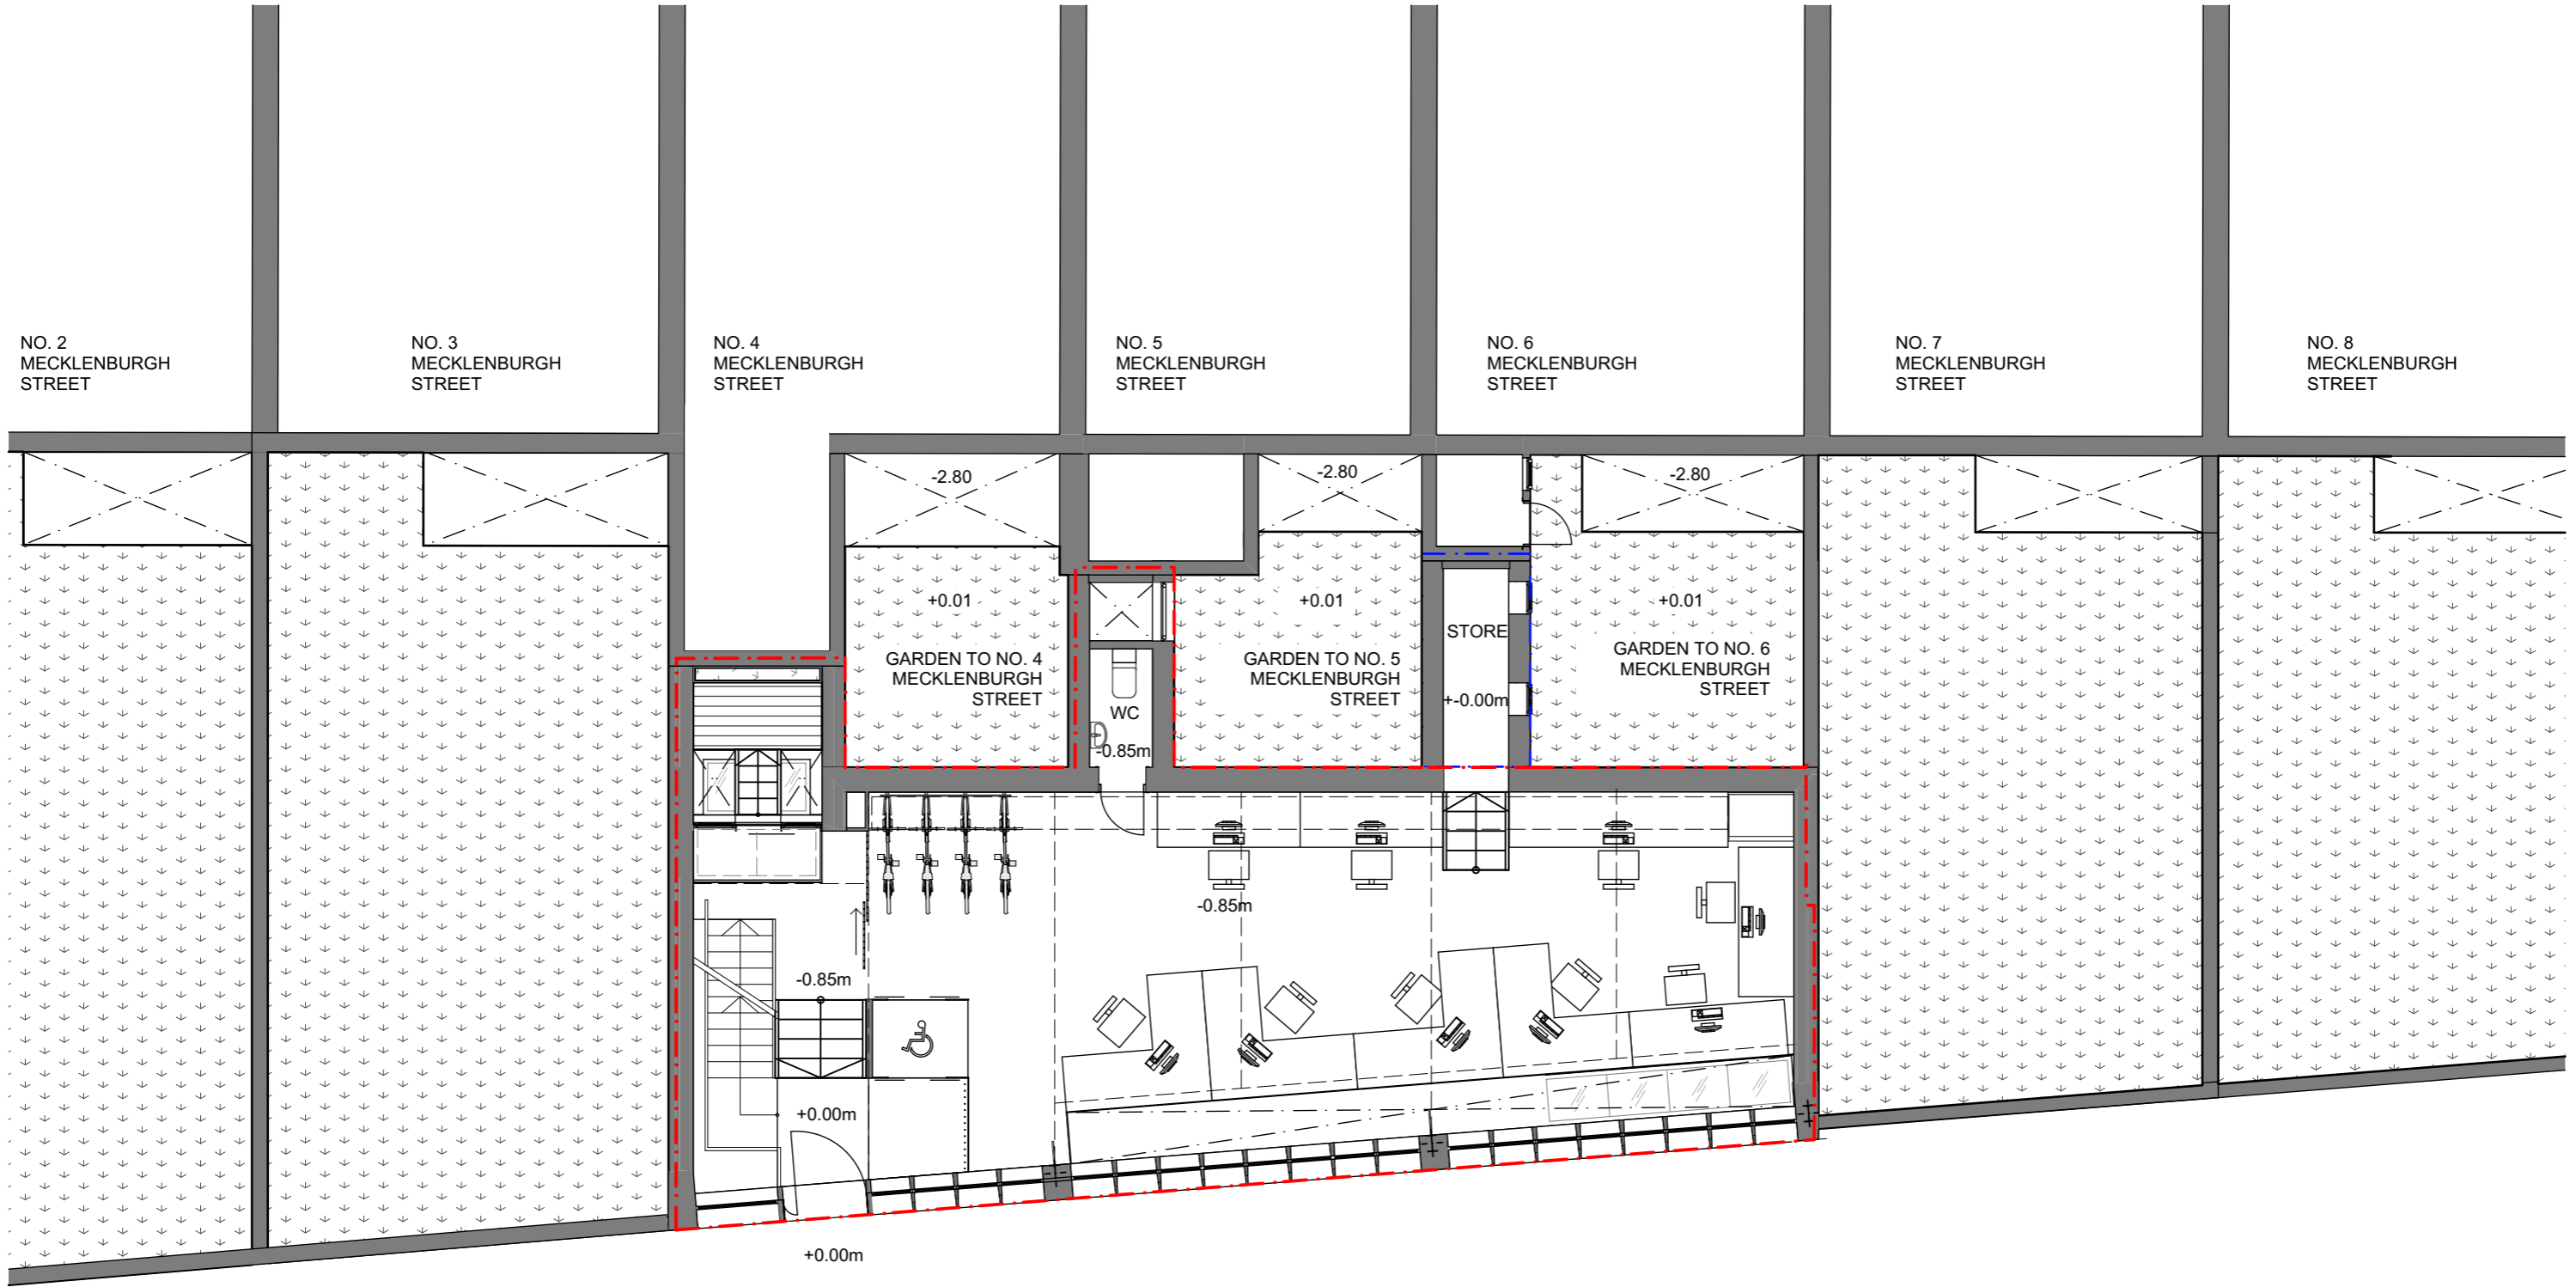 NO. 2
MECKLENBURGH
STREET
NO. 3
MECKLENBURGH
STREET
NO. 4
MECKLENBURGH
STREET
NO. 5
MECKLENBURGH
STREET
NO. 6
MECKLENBURGH
STREET
NO. 7
MECKLENBURGH
STREET
NO. 8
MECKLENBURGH
STREET
-2.80
-2.80
-2.80
+0.01
+0.01
+0.01
GARDEN TO NO. 4
MECKLENBURGH
STREET
GARDEN TO NO. 5
MECKLENBURGH
STREET
STORE
+-0.00m
GARDEN TO NO. 6
MECKLENBURGH
STREET
WC
-0.85m
-0.85m
-0.85m
+0.00m
+0.00m